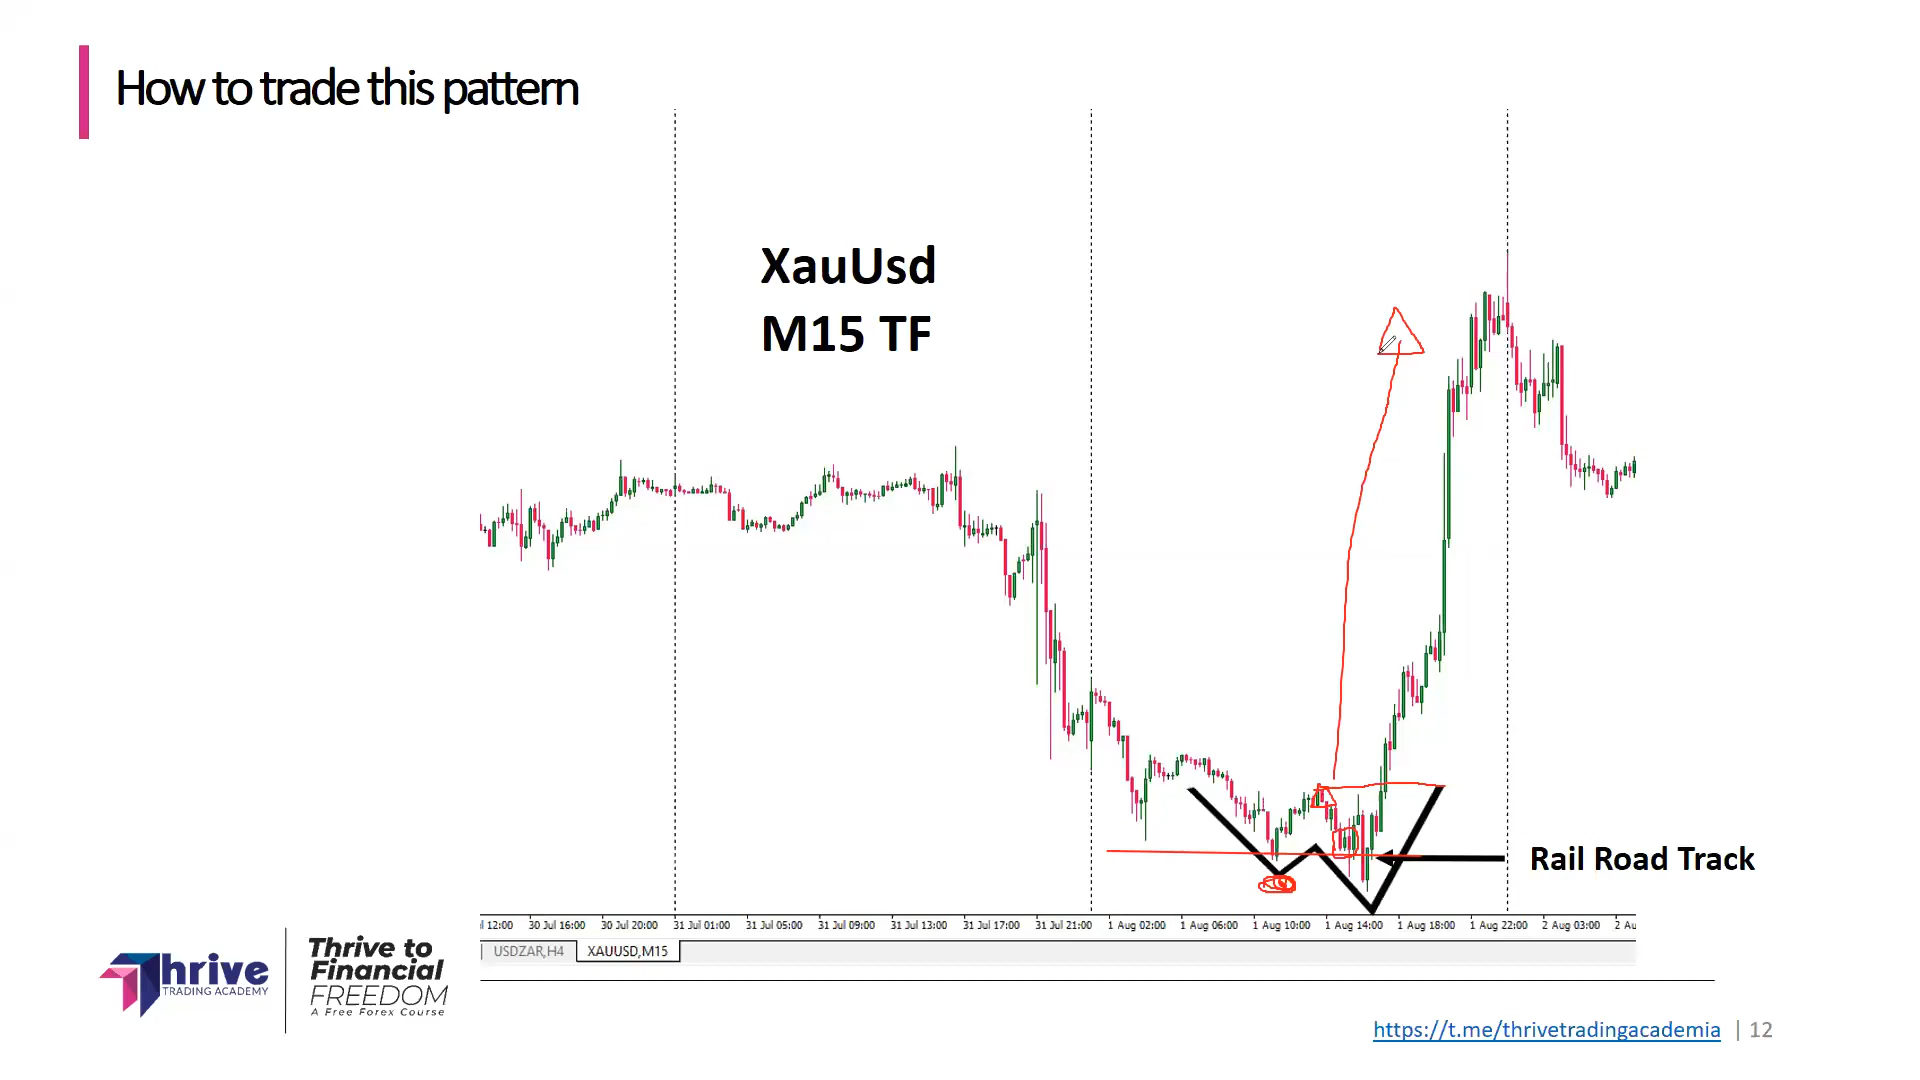 How to trade this pattern
XauUsd
M15 TF
Rail Road Track
12:00 30 Jul 16:00 30 Jul 20:00 31 Jul 01:00 31 Jul 05:00 31 Jul 09:00 31 Jul 13:00 31 Jul 17:00 31 Jul 21:00 1 Aug 02:00 1 Aug 06:00 1 Aug 10:00 1 Aug 14:00 1 Aug 18:00 1 Aug 22:00 2 Aug 03:00 2 Au
USDZAR,H4 XAUUSD,M15
Thrive
TRADING ACADEMY
Thrive to
Financial
FREEDOM
A Free Forex Course
https://t.me/thrivetradingacademia | 12